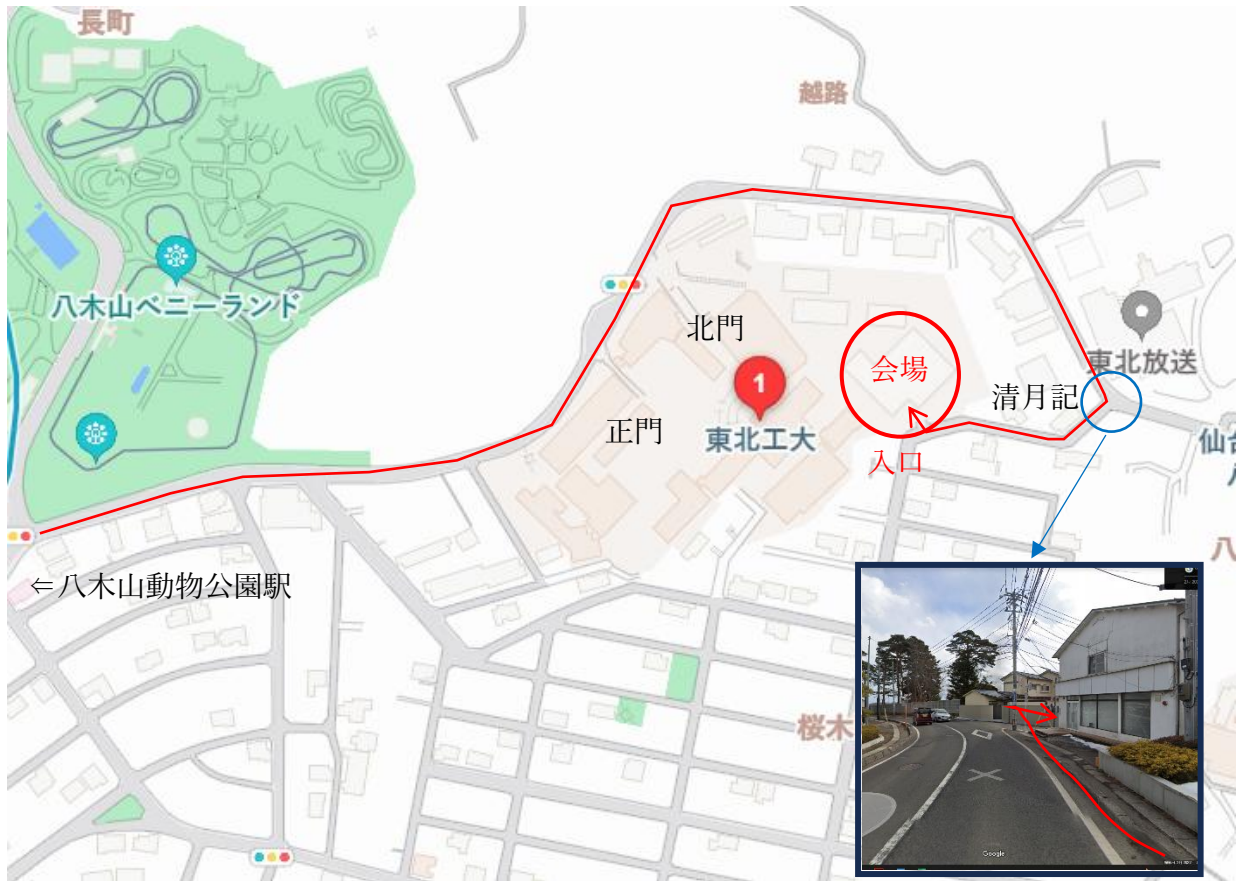 長町
越路
八木山ベニーランド
北門
会場
東北放送
1
清月記
正門
東北工大
仙台
入口
八
←八木山動物公園駅
桜木
Google